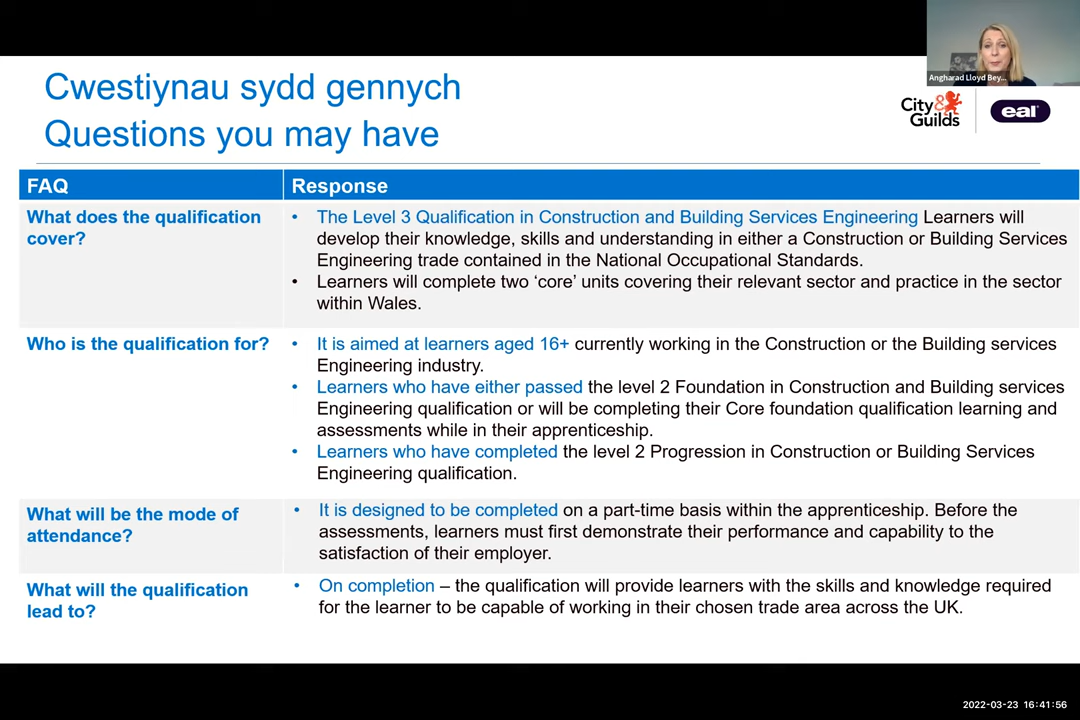 Angharad Lloyd Bey...
Cwestiynau sydd gennych
Questions you may have
City&
Guilds
eal
FAQ
Response
What does the qualification
cover?
• The Level 3 Qualification in Construction and Building Services Engineering Learners will
develop their knowledge, skills and understanding in either a Construction or Building Services
Engineering trade contained in the National Occupational Standards.
• Learners will complete two ‘core’ units covering their relevant sector and practice in the sector
within Wales.
Who is the qualification for?
• It is aimed at learners aged 16+ currently working in the Construction or the Building services
Engineering industry.
• Learners who have either passed the level 2 Foundation in Construction and Building services
Engineering qualification or will be completing their Core foundation qualification learning and
assessments while in their apprenticeship.
• Learners who have completed the level 2 Progression in Construction or Building Services
Engineering qualification.
What will be the mode of
attendance?
• It is designed to be completed on a part-time basis within the apprenticeship. Before the
assessments, learners must first demonstrate their performance and capability to the
satisfaction of their employer.
What will the qualification
lead to?
• On completion – the qualification will provide learners with the skills and knowledge required
for the learner to be capable of working in their chosen trade area across the UK.
2022-03-23 16:41:56